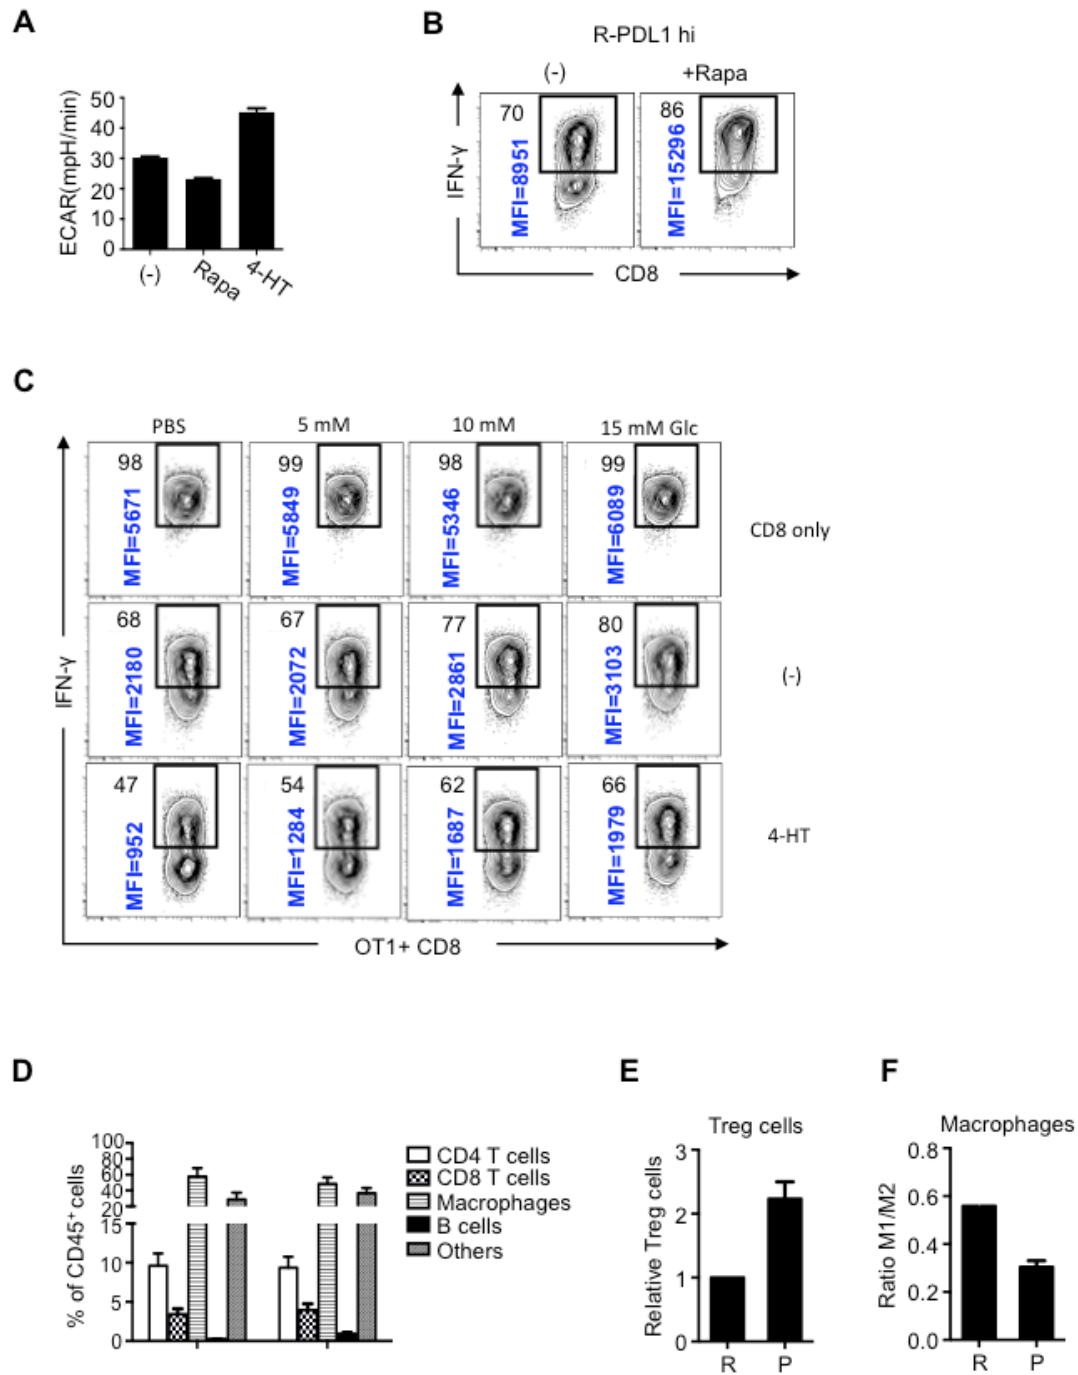 A
ECAR(mpH/min)
50
40
30
20
10
0
(-)
Rapa
4-HT
B
R-PDL1 hi
(-)
+Rapa
IFN-γ
70
MFI=8951
86
MFI=15296
CD8
C
PBS
5 mM
10 mM
15 mM Glc
98
MFI=5671
99
MFI=5849
98
MFI=5346
99
MFI=6089
CD8 only
68
MFI=2180
67
MFI=2072
77
MFI=2861
80
MFI=3103
(-)
IFN-γ
47
MFI=952
54
MFI=1284
62
MFI=1687
66
MFI=1979
4-HT
OT1+ CD8
D
% of CD45⁺ cells
100
80
60
40
20
15
10
5
0
CD4 T cells
CD8 T cells
Macrophages
B cells
Others
E
Treg cells
Relative Treg cells
3
2
1
0
R
P
F
Macrophages
Ratio M1/M2
0.8
0.6
0.4
0.2
0.0
R
P